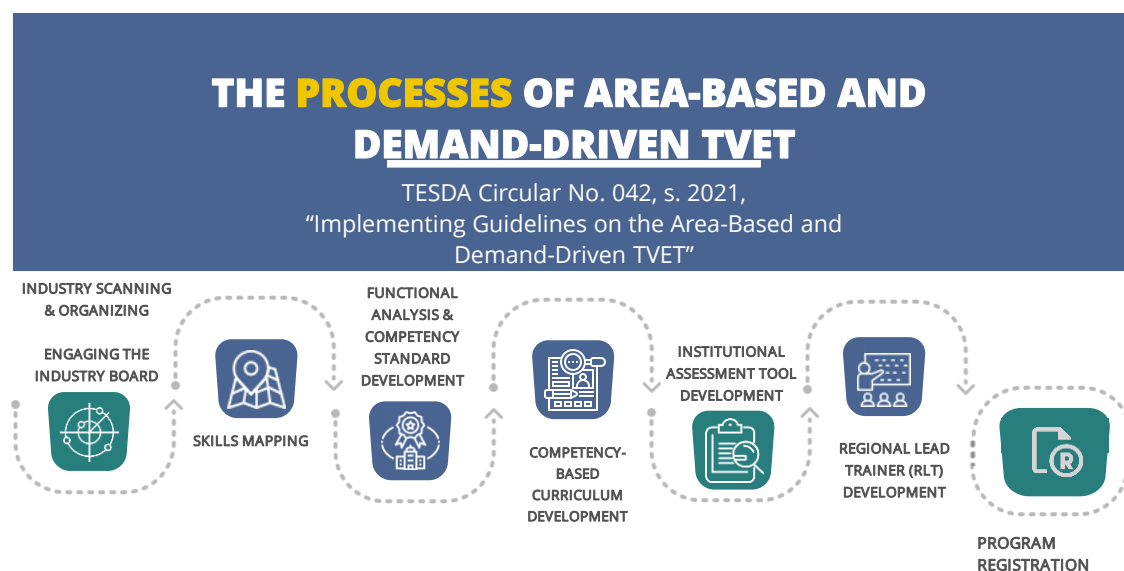 THE PROCESSES OF AREA-BASED AND
DEMAND-DRIVEN TVET
TESDA Circular No. 042, s. 2021,
“Implementing Guidelines on the Area-Based and
Demand-Driven TVET”
INDUSTRY SCANNING
& ORGANIZING
ENGAGING THE
INDUSTRY BOARD
SKILLS MAPPING
FUNCTIONAL
ANALYSIS &
COMPETENCY
STANDARD
DEVELOPMENT
COMPETENCY-
BASED
CURRICULUM
DEVELOPMENT
INSTITUTIONAL
ASSESSMENT TOOL
DEVELOPMENT
REGIONAL LEAD
TRAINER (RLT)
DEVELOPMENT
R
PROGRAM
REGISTRATION